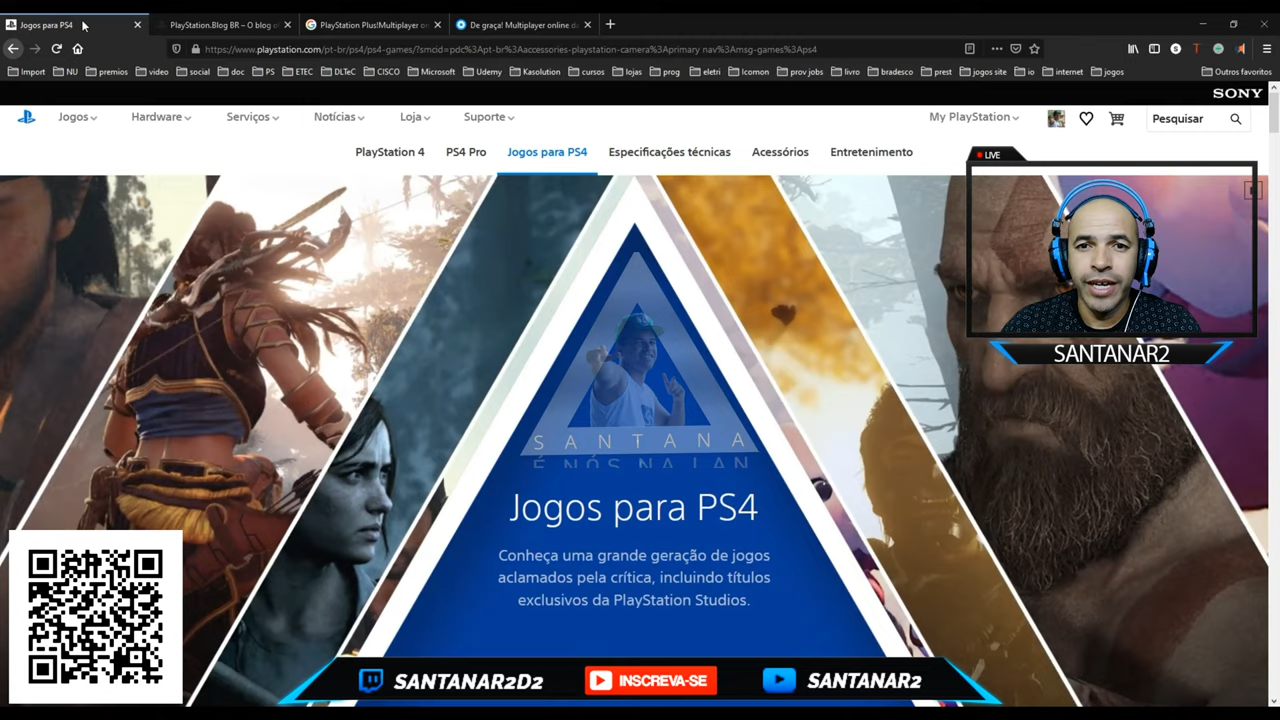 Jogos para PS4
PlayStation.Blog BR – O blog o
PlayStation Plus!Multiplayer on
De graça! Multiplayer online da
https://www.playstation.com/pt-br/ps4/ps4-games/?smcid=pdc%3Apt-br%3Aaccessories-playstation-camera%3Aprimary nav%3Amsg-games%3Aps4
Import NU premios video social doc PS ETEC DLTeC CISCO Microsoft Udemy Kasolution cursos lojas prog eletri Icomon prov jobs livro bradesco prest jogos site io internet jogos Outros favoritos
SONY
Jogos Hardware Serviços Notícias Loja Suporte My PlayStation Pesquisar
PlayStation 4 PS4 Pro Jogos para PS4 Especificações técnicas Acessórios Entretenimento
LIVE
SANTANAR2
SANTANA
É NÓS NA LAN
Jogos para PS4
Conheça uma grande geração de jogos
aclamados pela crítica, incluindo títulos
exclusivos da PlayStation Studios.
SANTANAR2D2 INSCREVA-SE SANTANAR2